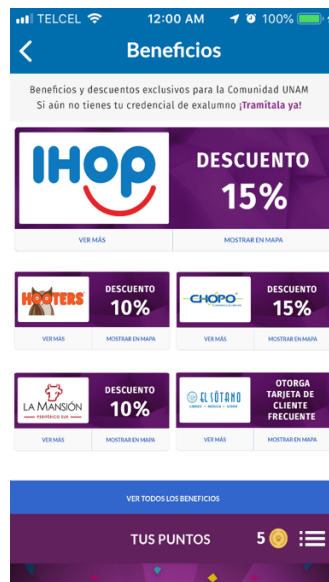 TELCEL 12:00 AM 100%
Beneficios
Beneficios y descuentos exclusivos para la Comunidad UNAM
Si aún no tienes tu credencial de exalumno ¡Tramítala ya!
IHOP
DESCUENTO
15%
VER MÁS MOSTRAR EN MAPA
HOOTERS
DESCUENTO
10%
CHOPO
DESCUENTO
15%
VER MÁS MOSTRAR EN MAPA
VER MÁS MOSTRAR EN MAPA
LA MANSIÓN
PERIFÉRICO SUR
DESCUENTO
10%
EL SÓTANO
LIBROS • MÚSICA • VIDEO
OTORGA
TARJETA DE
CLIENTE
FRECUENTE
VER MÁS MOSTRAR EN MAPA
VER MÁS MOSTRAR EN MAPA
VER TODOS LOS BENEFICIOS
TUS PUNTOS 5